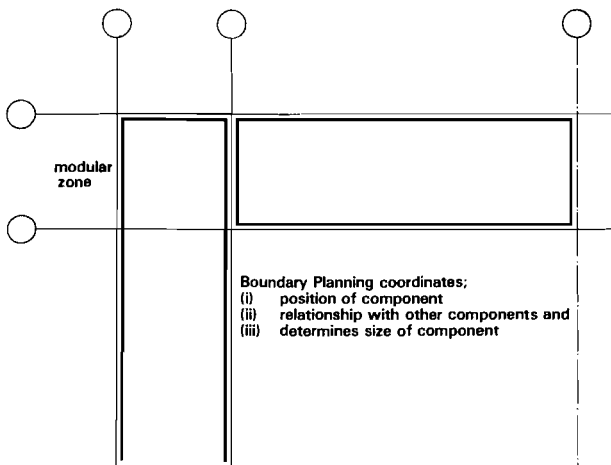 modular
zone
Boundary Planning coordinates;
(i) position of component
(ii) relationship with other components and
(iii) determines size of component